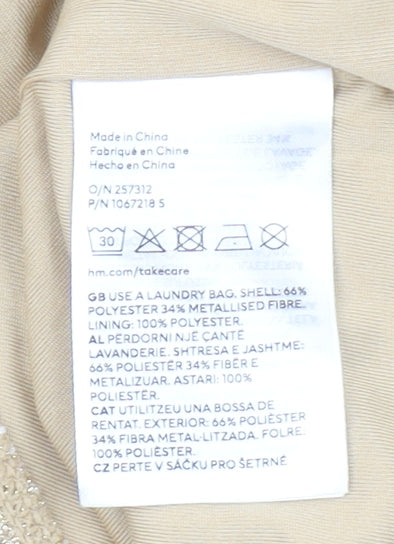 Made in China
Fabriqué en Chine
Hecho en China
O/N 257312
P/N 1067218 5
30
hm.com/takecare
GB USE A LAUNDRY BAG. SHELL: 66%
POLYESTER 34% METALLISED FIBRE.
LINING: 100% POLYESTER.
AL PËRDORNI NJË ÇANTË
LAVANDERIE. SHTRESA E JASHTME:
66% POLIESTËR 34% FIBËR E
METALIZUAR. ASTARI: 100%
POLIESTËR.
CAT UTILITZEU UNA BOSSA DE
RENTAT. EXTERIOR: 66% POLIÈSTER
34% FIBRA METAL·LITZADA. FOLRE:
100% POLIÈSTER
CZ PERTE V SÁČKU PRO ŠETRNÉ